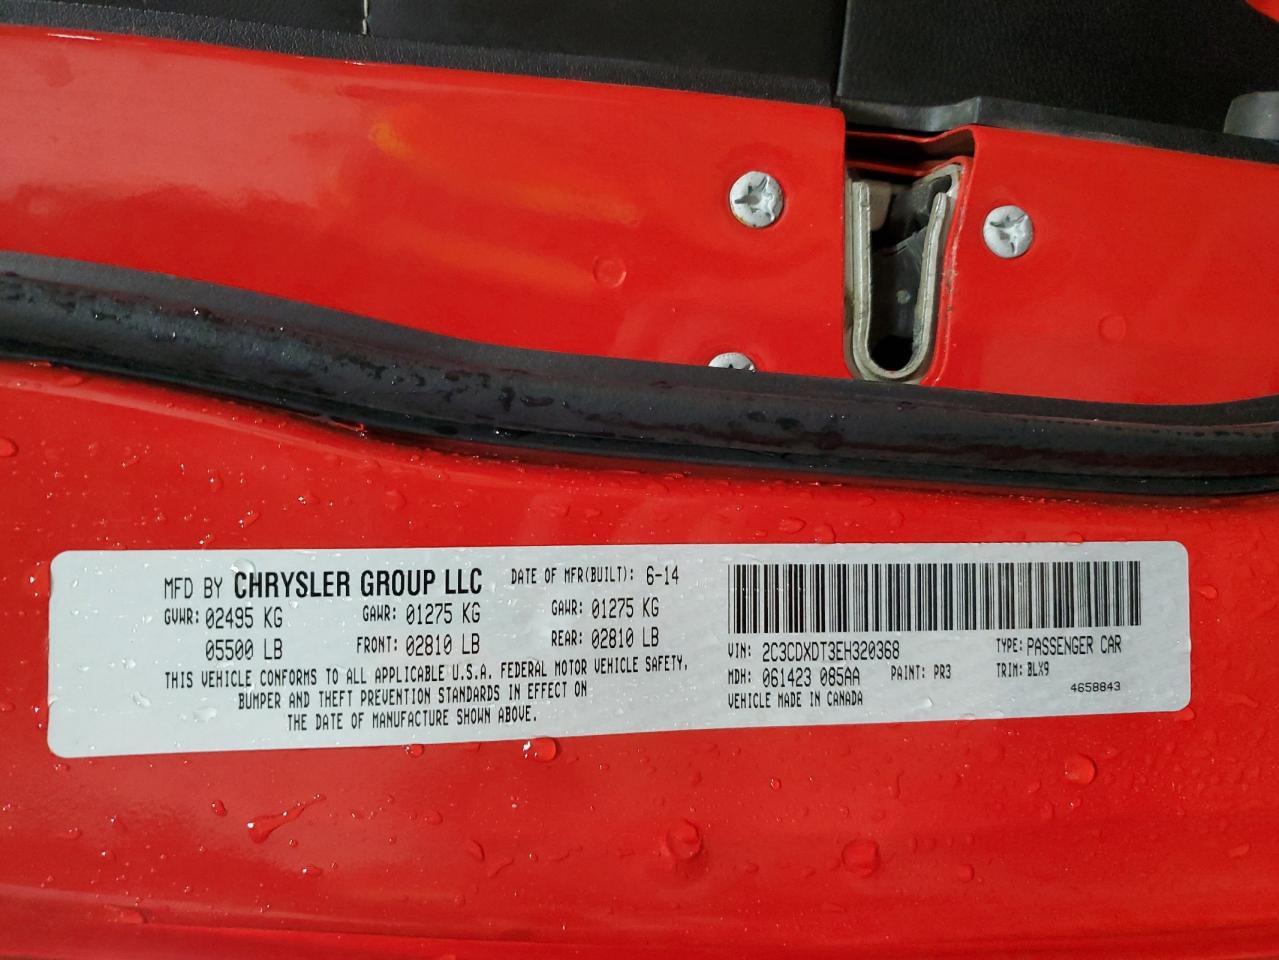 MFD BY CHRYSLER GROUP LLC DATE OF MFR(BUILT): 6-14
GVWR: 02495 KG GAWR: 01275 KG GAWR: 01275 KG
05500 LB FRONT: 02810 LB REAR: 02810 LB
THIS VEHICLE CONFORMS TO ALL APPLICABLE U.S.A. FEDERAL MOTOR VEHICLE SAFETY,
BUMPER AND THEFT PREVENTION STANDARDS IN EFFECT ON
THE DATE OF MANUFACTURE SHOWN ABOVE.
VIN: 2C3CDXDT3EH320368 TYPE: PASSENGER CAR
MDH: 061423 085AA PAINT: PR3 TRIM: BLX9
VEHICLE MADE IN CANADA 4658843